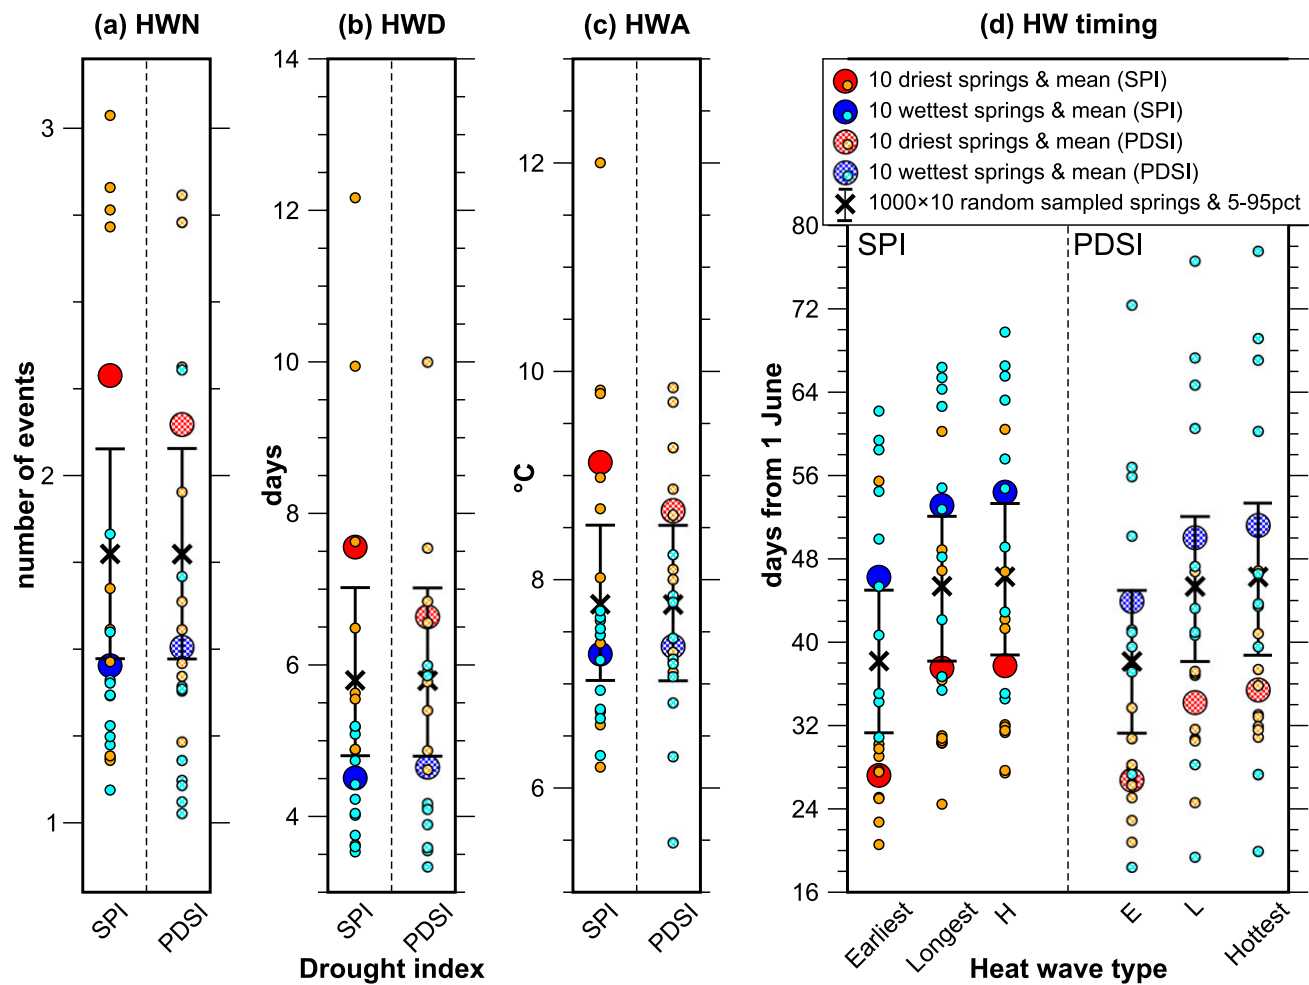 (a) HWN
(b) HWD
(c) HWA
(d) HW timing
number of events
3
2
1
SPI
PDSI
days
14
12
10
8
6
4
SPI
PDSI
Drought index
°C
12
10
8
6
SPI
PDSI
10 driest springs & mean (SPI)
10 wettest springs & mean (SPI)
10 driest springs & mean (PDSI)
10 wettest springs & mean (PDSI)
1000×10 random sampled springs & 5-95pct
SPI
PDSI
days from 1 June
80
72
64
56
48
40
32
24
16
Earliest
Longest
H
E
L
Hottest
Heat wave type